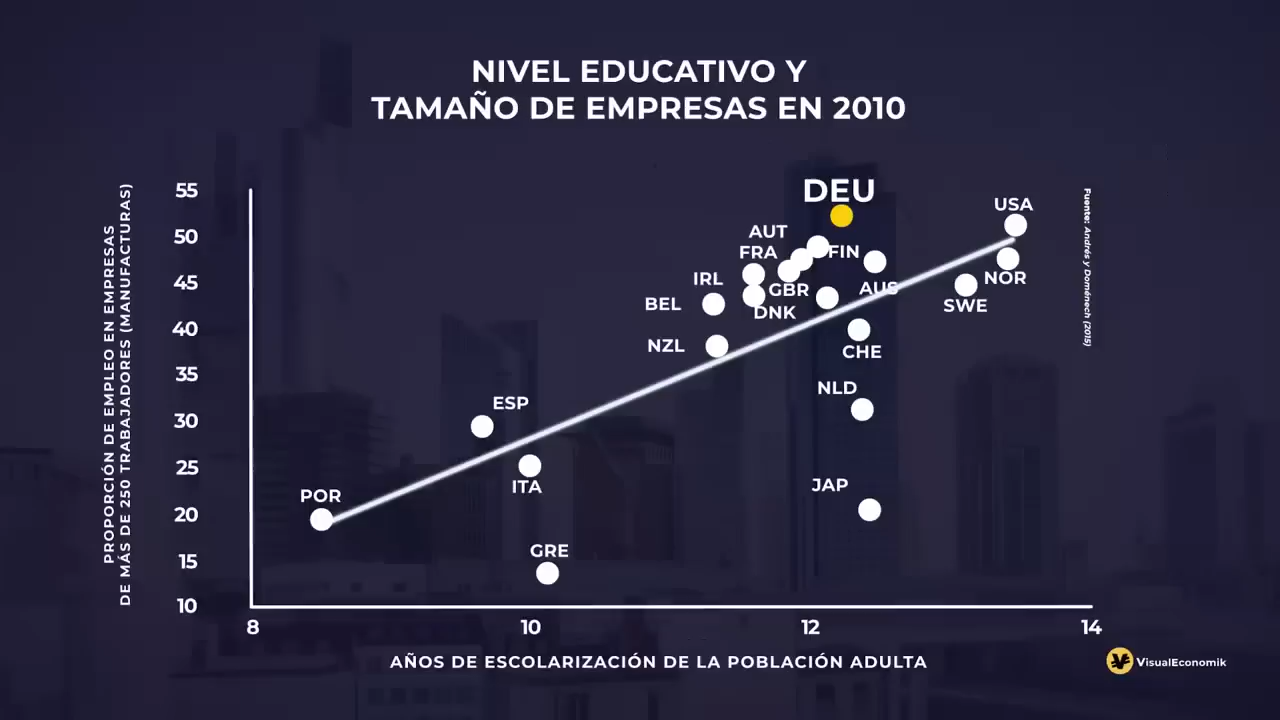 NIVEL EDUCATIVO Y
TAMAÑO DE EMPRESAS EN 2010
PROPORCIÓN DE EMPLEO EN EMPRESAS
DE MÁS DE 250 TRABAJADORES (MANUFACTURAS)
55
50
45
40
35
30
25
20
15
10
DEU
USA
AUT
FRA
FIN
IRL
GBR
AUS
NOR
BEL
DNK
SWE
NZL
CHE
NLD
ESP
ITA
JAP
POR
GRE
8
10
12
14
AÑOS DE ESCOLARIZACIÓN DE LA POBLACIÓN ADULTA
Fuente: Andrés y Doménech (2015)
VisualEconomik